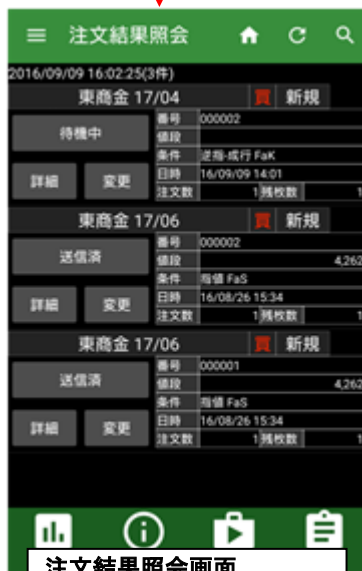 注文結果照会
2016/09/09 16:02:25(3件)
東商金 17/04 買 新規
待機中
番号 000002
値段
条件 逆指-成行 FaK
日時 16/09/09 14:01
注文数 1 残枚数 1
詳細 変更
東商金 17/06 買 新規
送信済
番号 000002
値段 4,262
条件 指値 FaS
日時 16/08/26 15:34
注文数 1 残枚数 1
詳細 変更
東商金 17/06 買 新規
送信済
番号 000001
値段 4,262
条件 指値 FaS
日時 16/08/26 15:34
注文数 1 残枚数 1
詳細 変更
注文結果照会画面